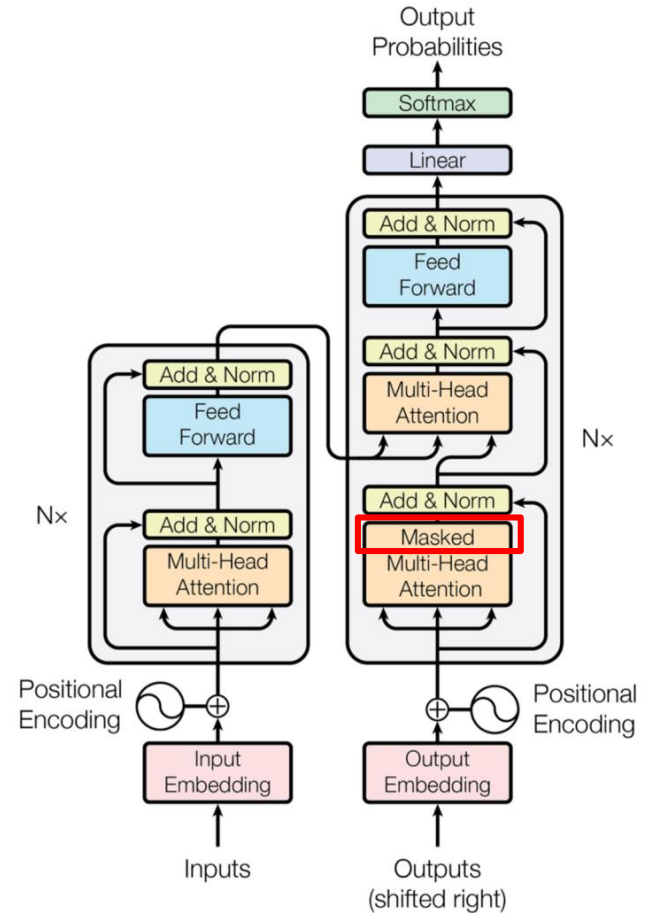 Output
Probabilities
Softmax
Linear
Add & Norm
Feed
Forward
Add & Norm
Multi-Head
Attention
Nx
Add & Norm
Masked
Multi-Head
Attention
Add & Norm
Feed
Forward
Nx
Add & Norm
Multi-Head
Attention
Positional
Encoding
Positional
Encoding
Input
Embedding
Output
Embedding
Inputs
Outputs
(shifted right)